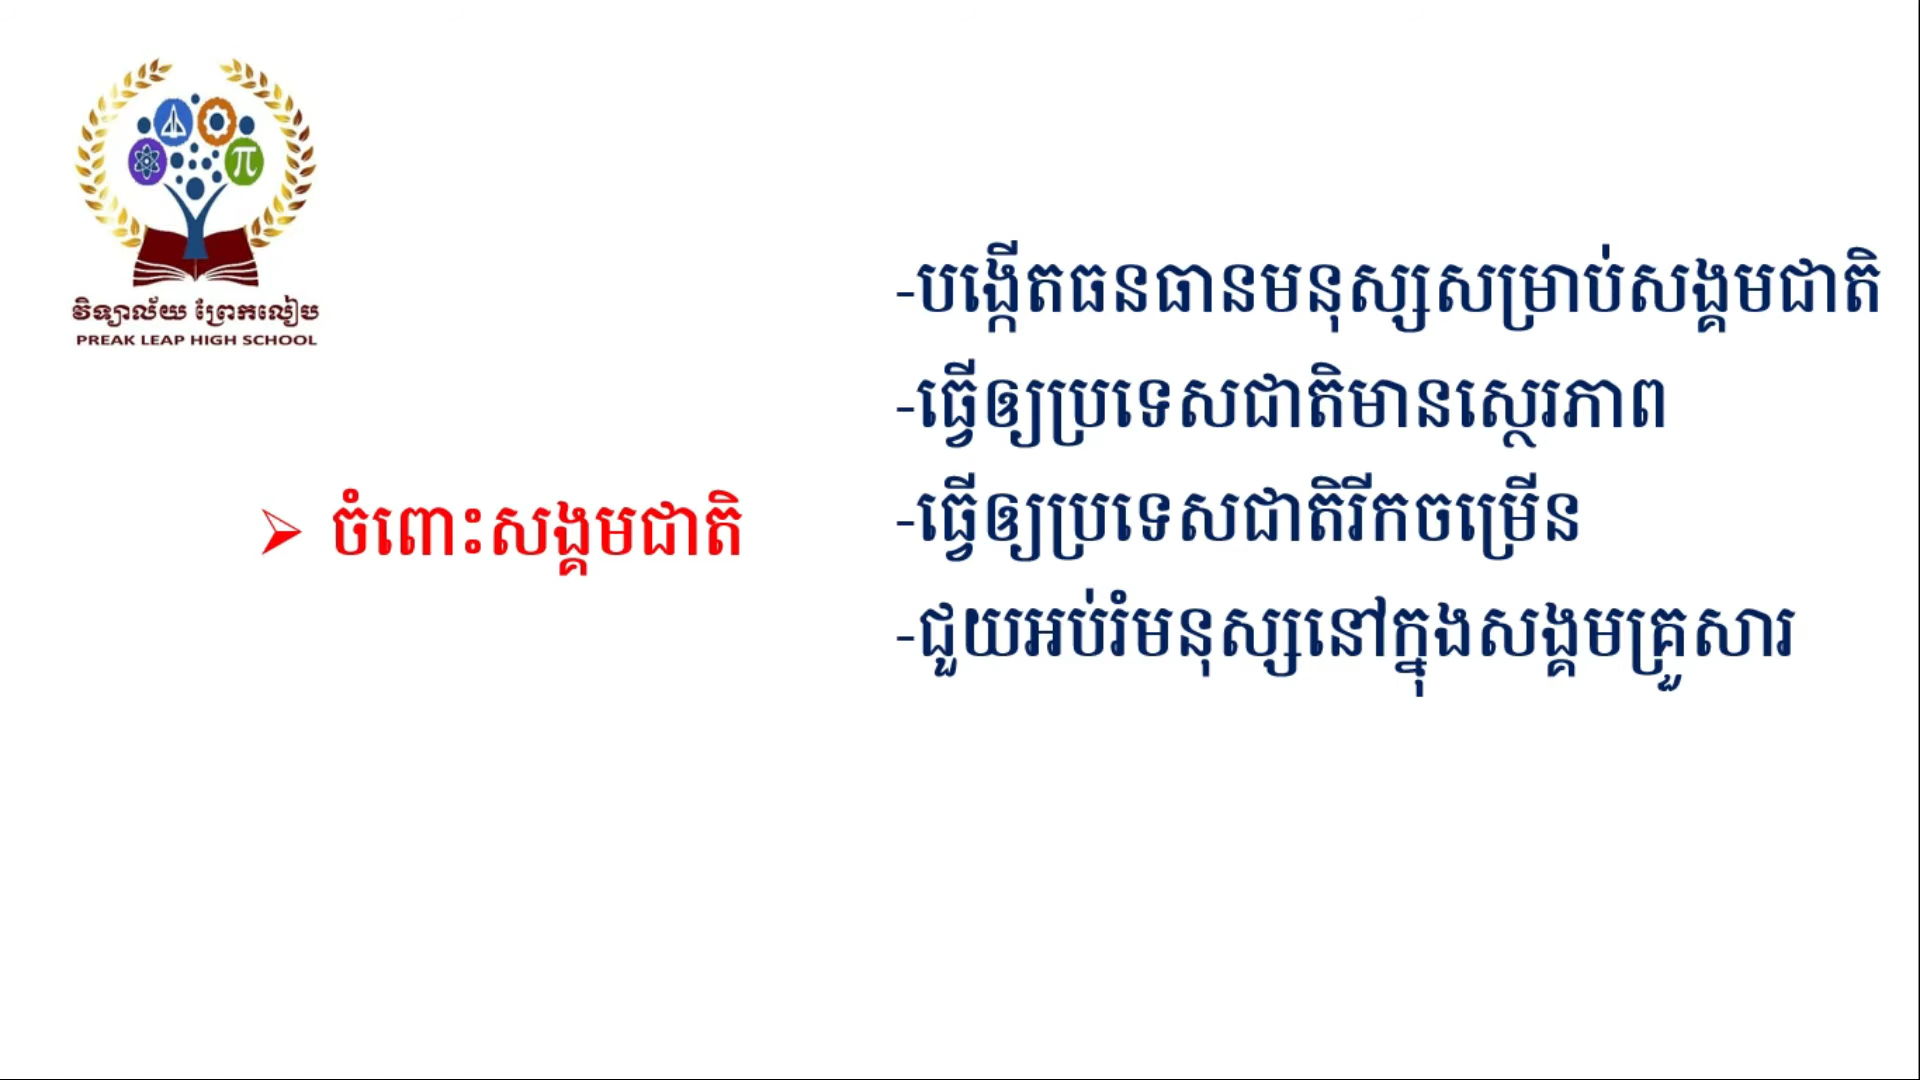 វិទ្យាល័យ ព្រែកលៀប
PREAK LEAP HIGH SCHOOL
➢ ចំពោះសង្គមជាតិ
-បង្កើតធនធានមនុស្សសម្រាប់សង្គមជាតិ
-ធ្វើឲ្យប្រទេសជាតិមានស្ថេរភាព
-ធ្វើឲ្យប្រទេសជាតិរីកចម្រើន
-ជួយអប់រំមនុស្សនៅក្នុងសង្គមគ្រួសារ
π